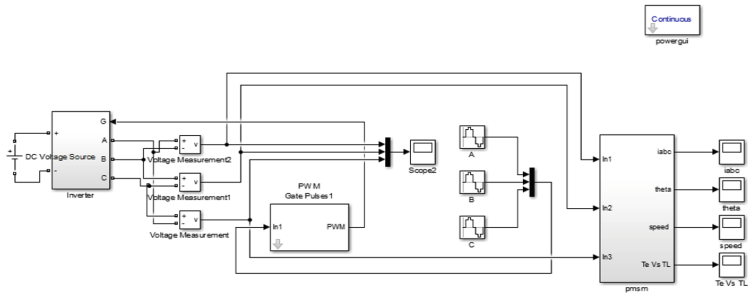 Continuous
powergui
G
+
DC Voltage Source
A
B
C
-
Inverter
+
-
v
Voltage Measurement2
+
-
v
Voltage Measurement1
+
-
v
Voltage Measurement
Scope2
PWM
Gate Pulses1
In1
PWM
A
B
C
In1
In2
In3
iabc
theta
speed
Te Vs TL
pmsm
iabc
theta
speed
Te Vs TL